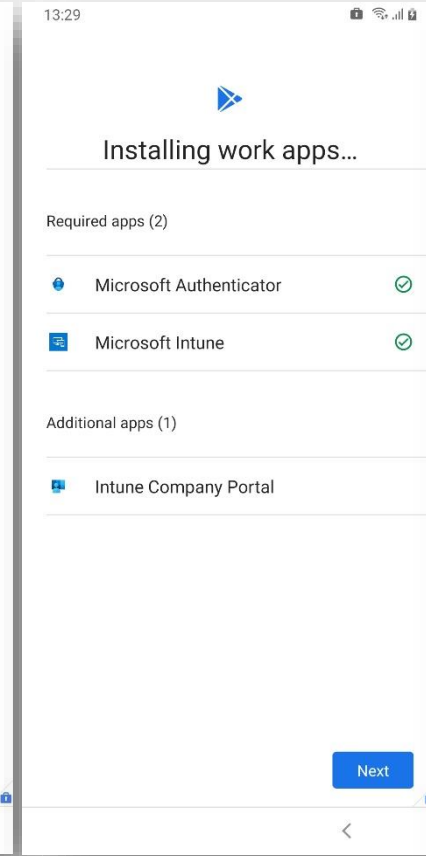 13:29
Installing work apps...
Required apps (2)
Microsoft Authenticator
Microsoft Intune
Additional apps (1)
Intune Company Portal
Next